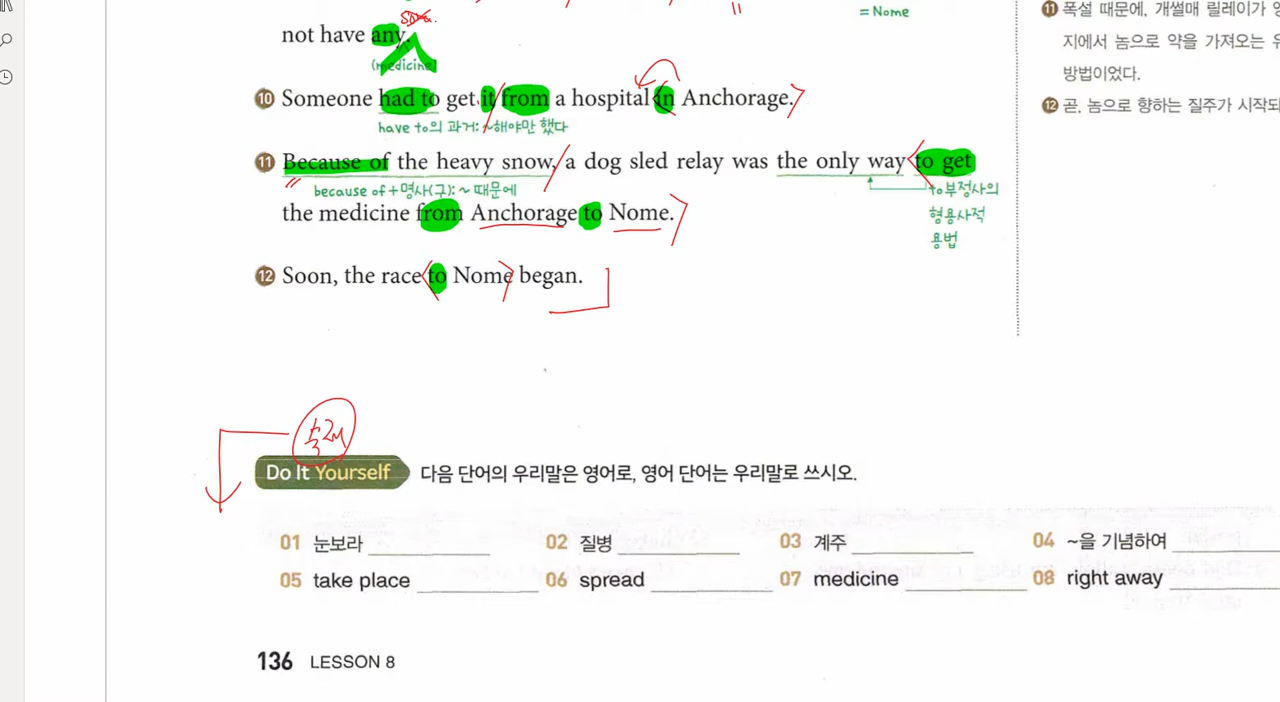 = Nome
not have any.
(medicine)
⑩ Someone had to get it from a hospital in Anchorage.
have to의 과거: ~해야만 했다
⑪ Because of the heavy snow, a dog sled relay was the only way to get
because of + 명사(구): ~ 때문에
to부정사의
형용사적
용법
the medicine from Anchorage to Nome.
⑫ Soon, the race to Nome began.
⑪ 폭설 때문에, 개썰매 릴레이가
지에서 놈으로 약을 가져오는
방법이었다.
⑫ 곧, 놈으로 향하는 질주가 시작되
숙제
Do It Yourself 다음 단어의 우리말은 영어로, 영어 단어는 우리말로 쓰시오.
01 눈보라 02 질병 03 계주 04 ~을 기념하여
05 take place 06 spread 07 medicine 08 right away
136 LESSON 8